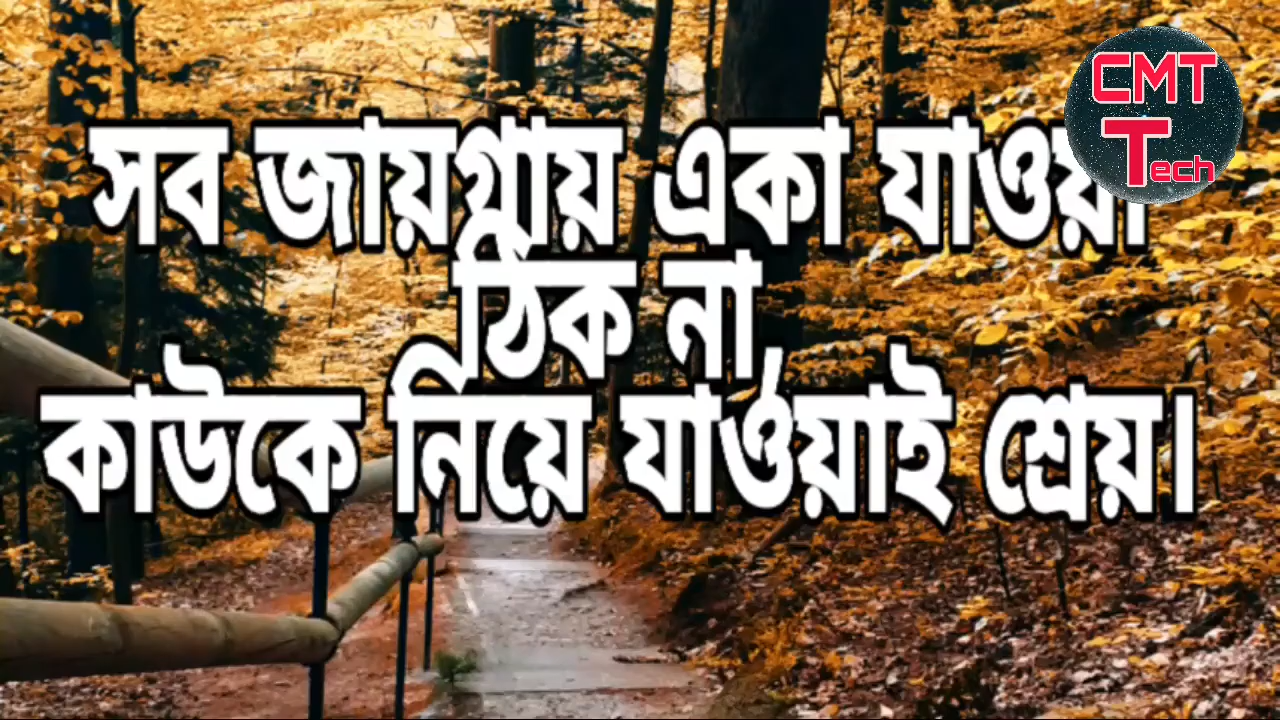 সব জায়গায় একা যাওয়া
ঠিক না,
কাউকে নিয়ে যাওয়াই শ্রেয়।
CMT
Tech